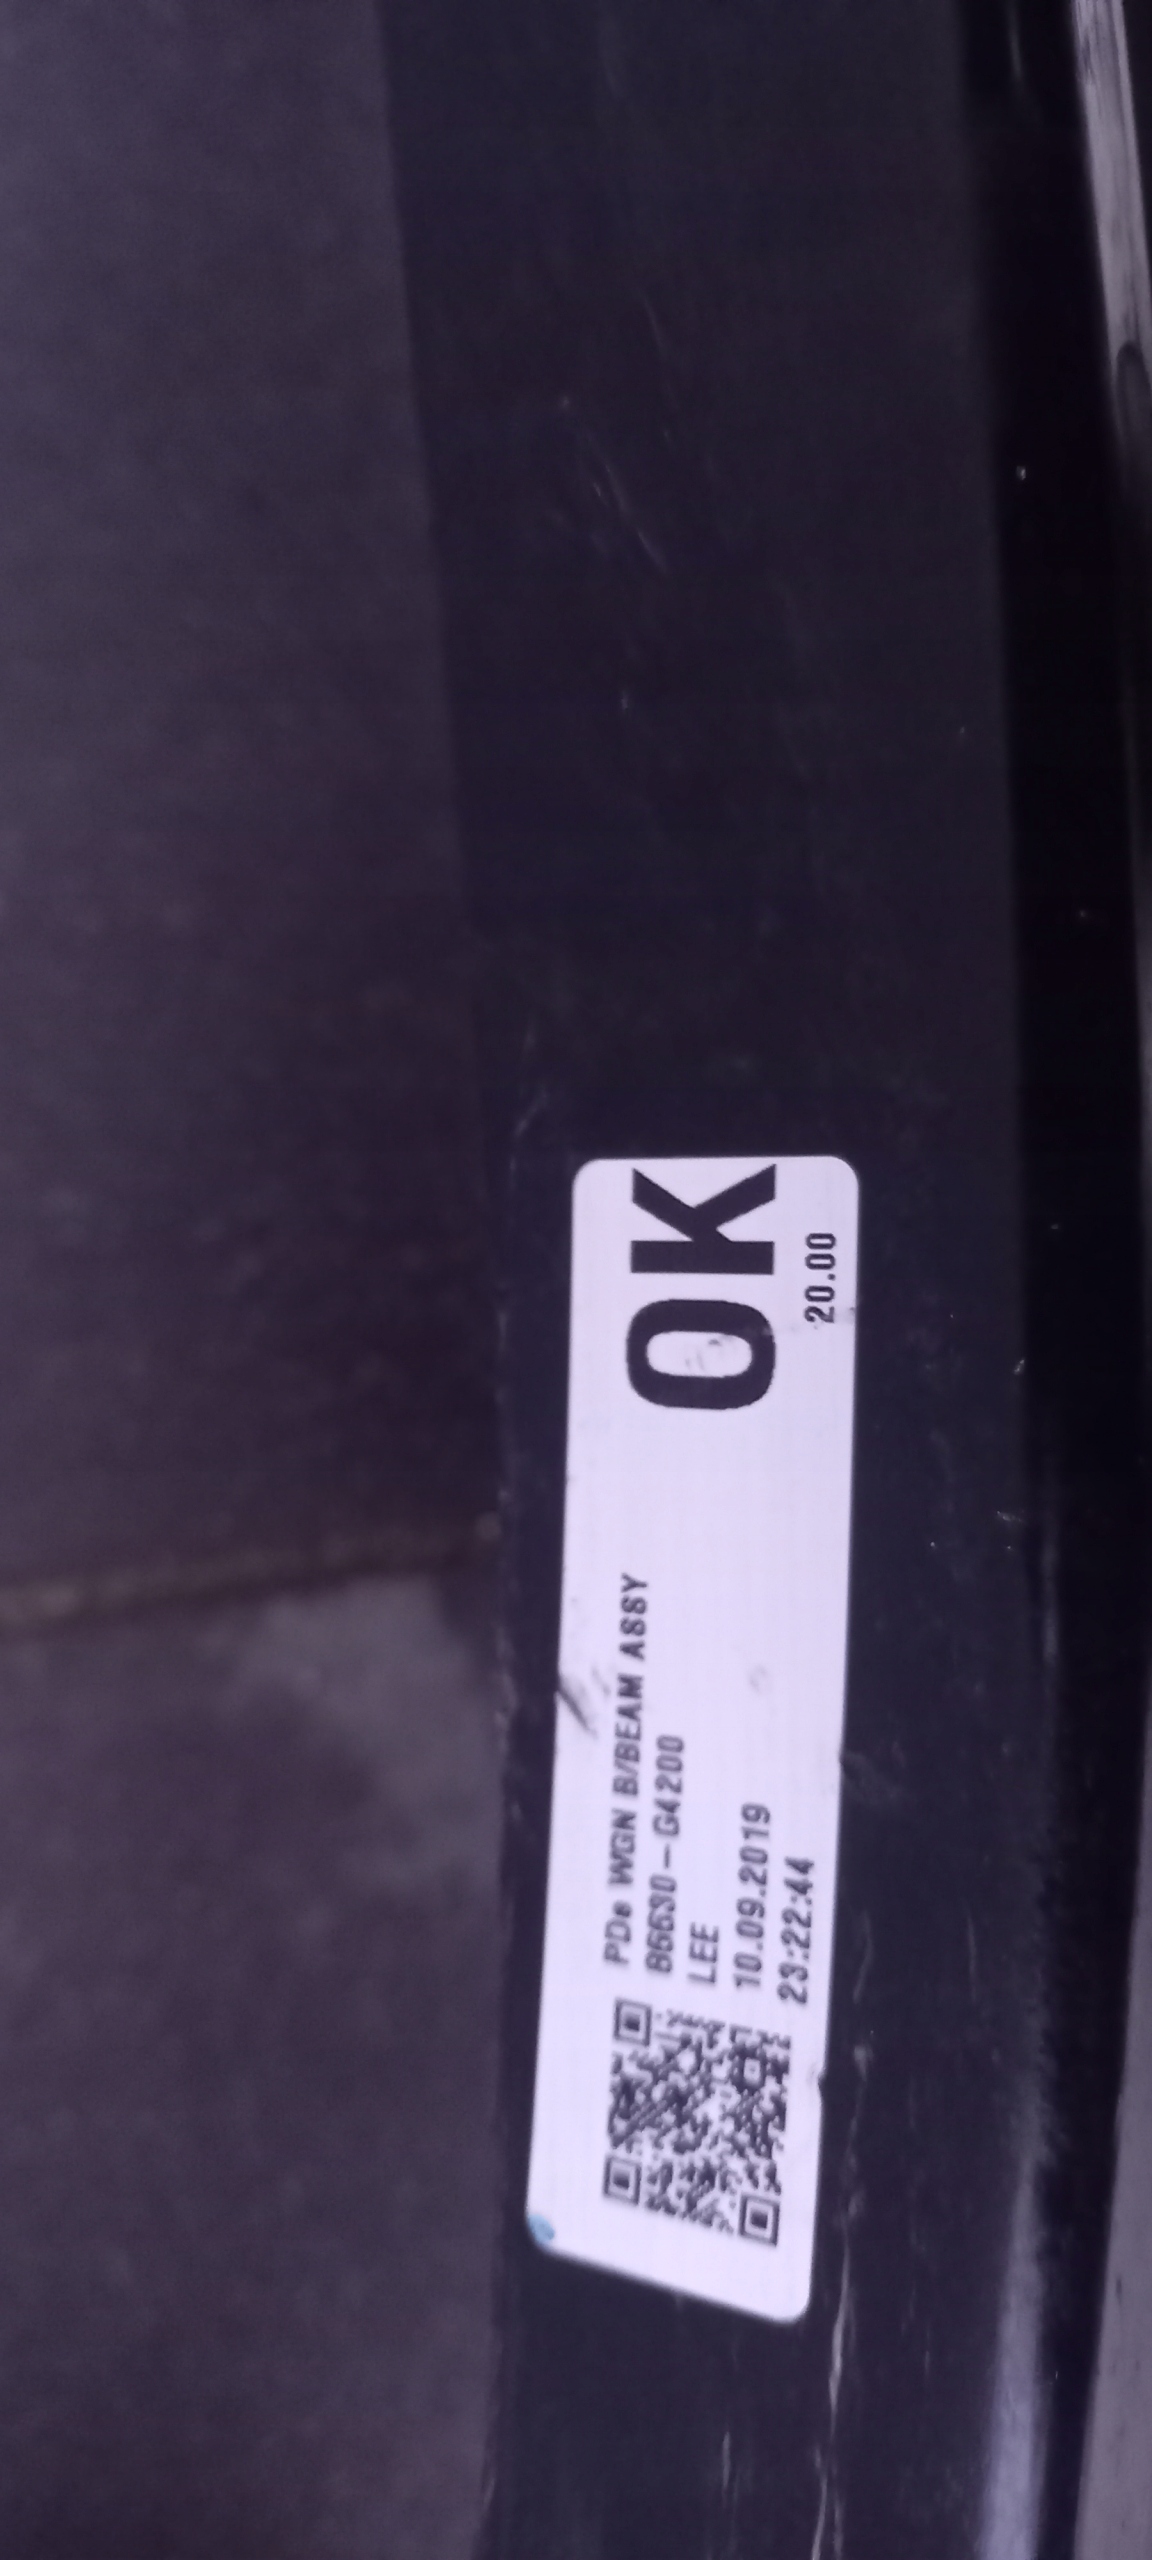 PDe WGN B/BEAM ASSY
86630-G4200
LEE
10.09.2019
23:22:44
OK
20.00